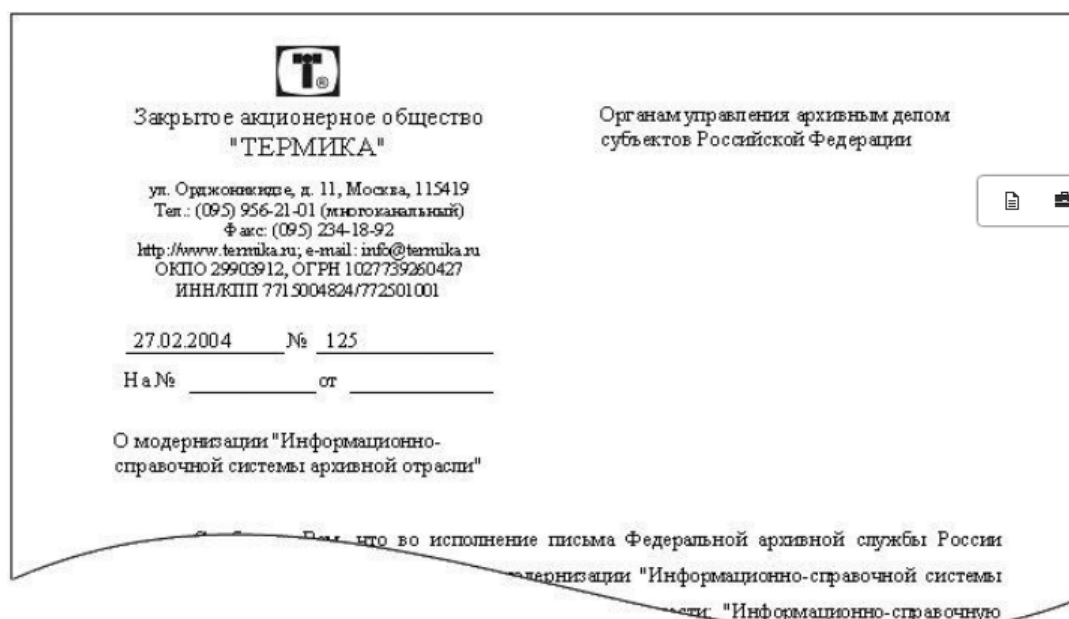 Закрытое акционерное общество
"ТЕРМИКА"
ул. Орджоникидзе, д. 11, Москва, 115419
Тел.: (095) 956-21-01 (многоканальный)
Факс: (095) 234-18-92
http://www.termika.ru; e-mail: info@termika.ru
ОКПО 29903912, ОГРН 1027739260427
ИНН/КПП 7715004824/772501001
27.02.2004 № 125
На № от
Органам управления архивным делом
субъектов Российской Федерации
О модернизации "Информационно-
справочной системы архивной отрасли"
что во исполнение письма Федеральной архивной службы России
"Информационно-справочной системы
"Информационно-справочную